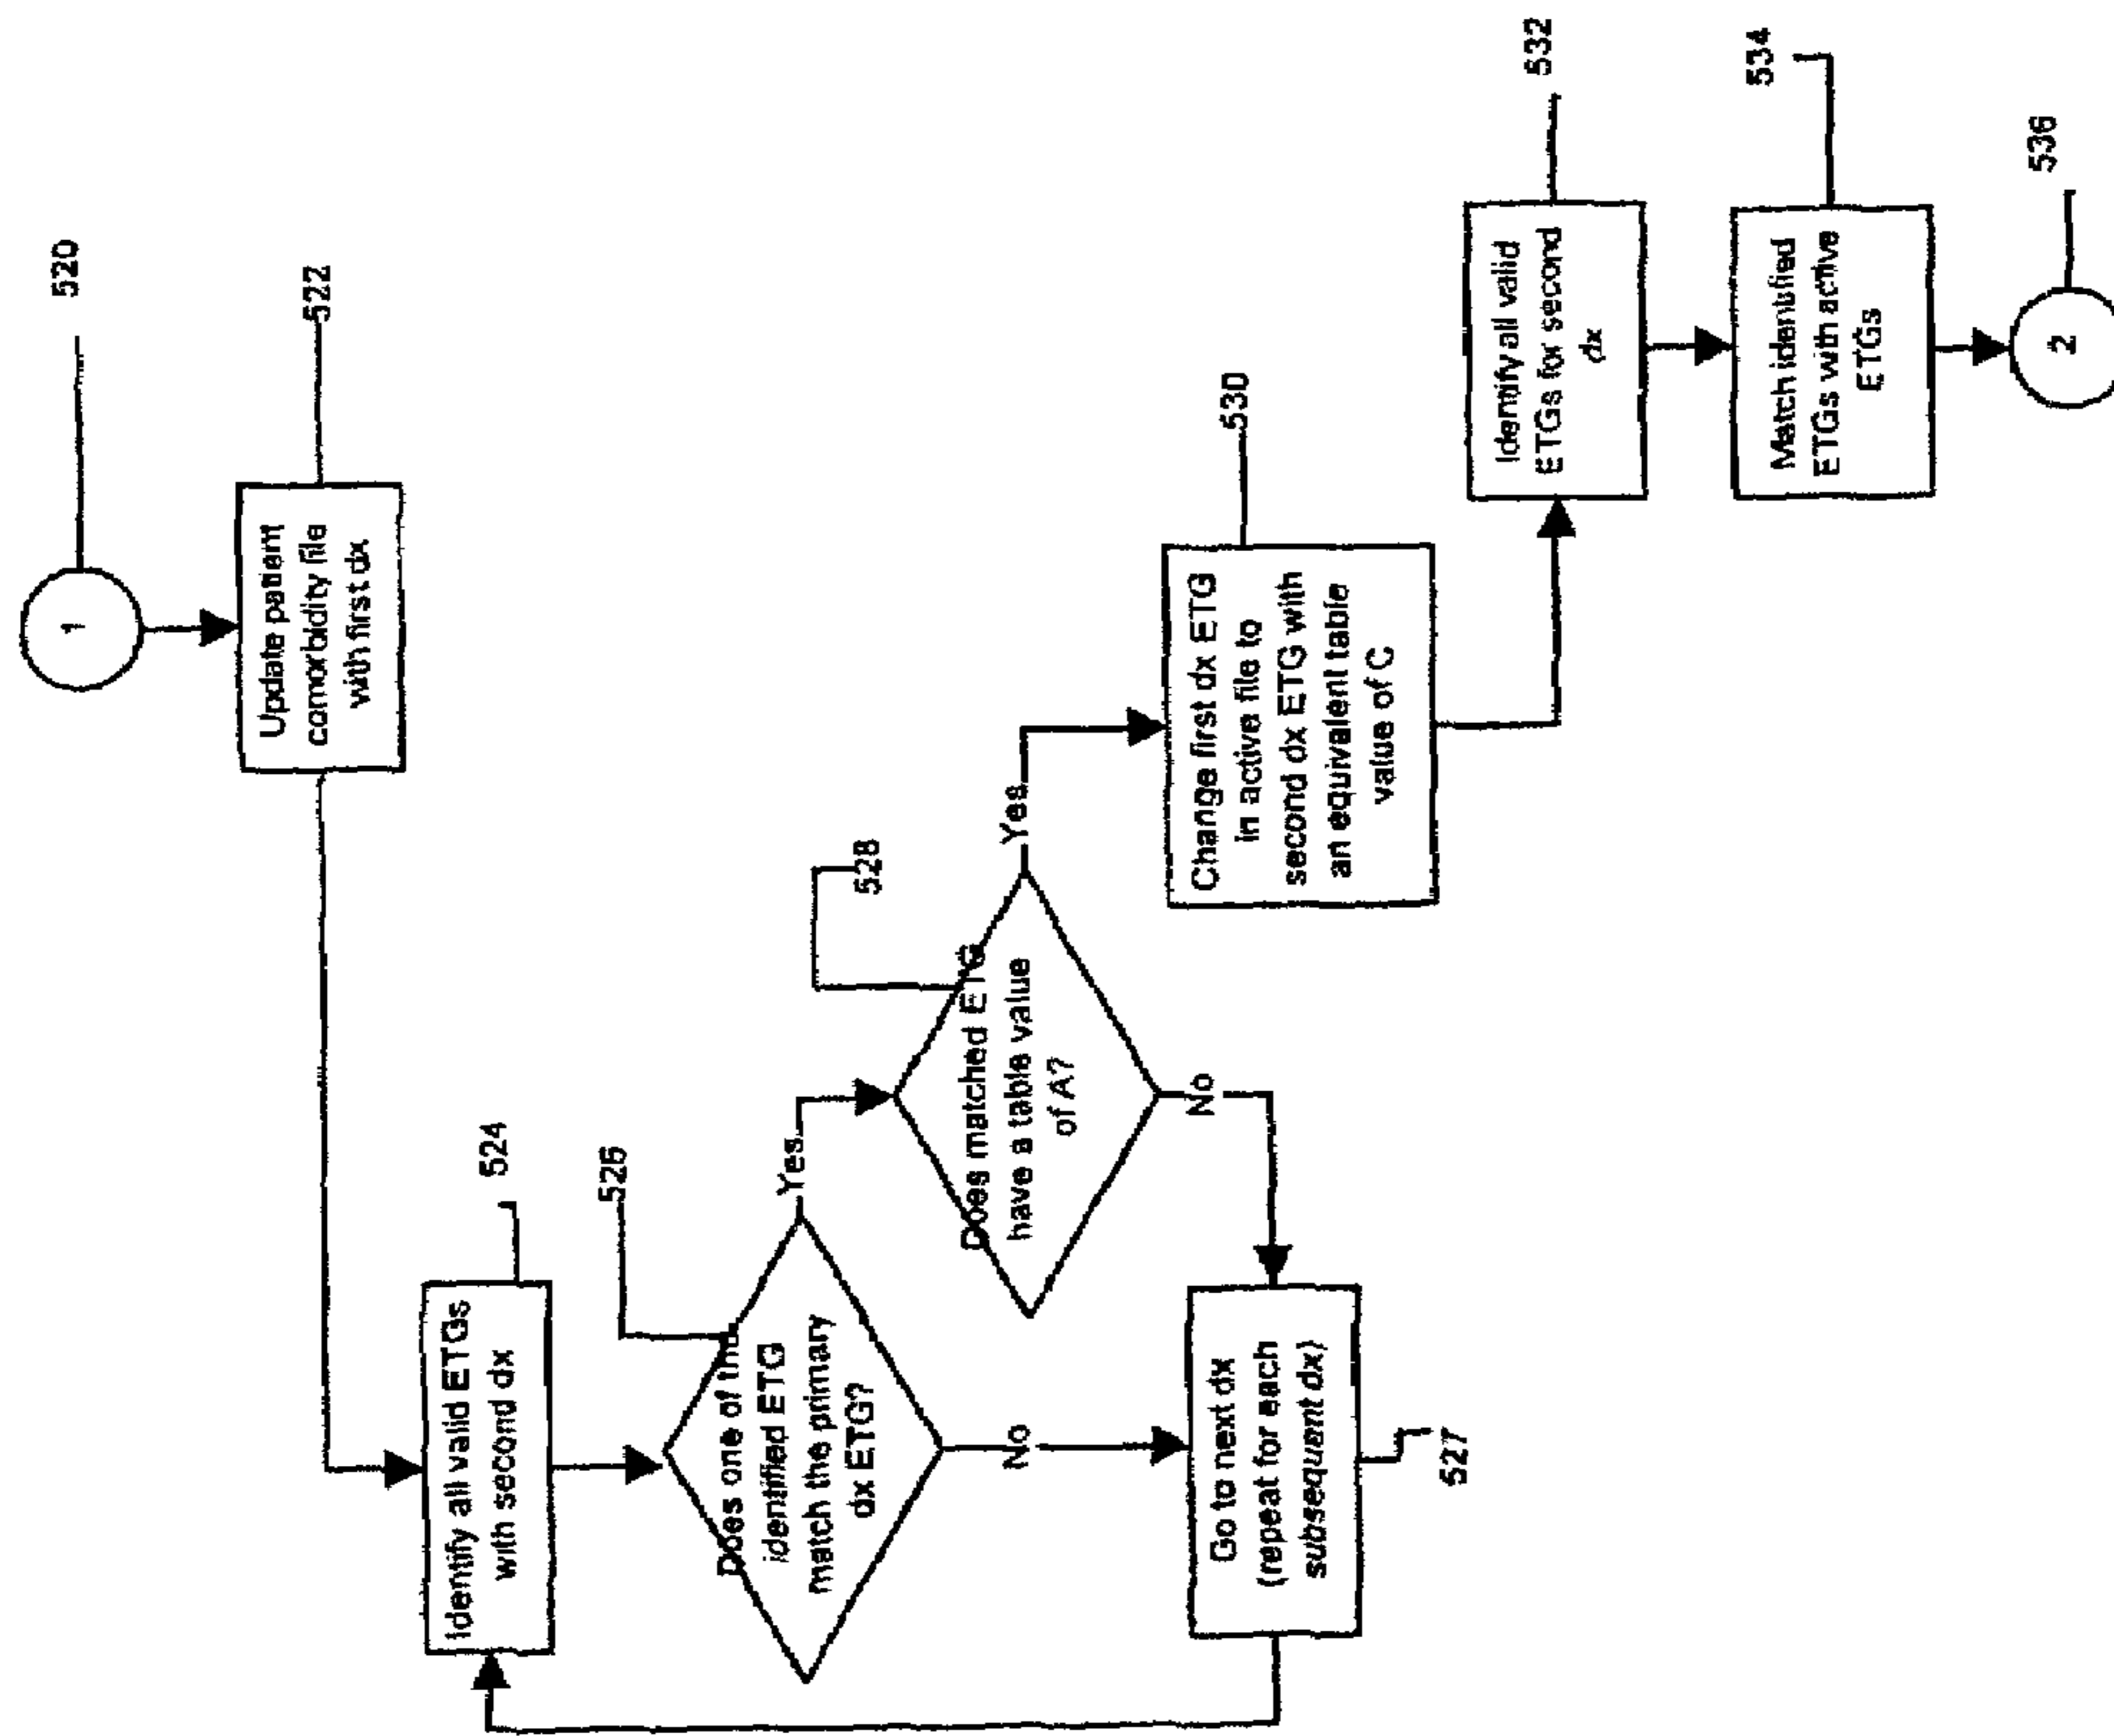 1
520
Update patient
comorbidity file
with first dx
522
Identify all valid ETGs
with second dx
524
Does one of the
identified ETG
match the primary
dx ETG?
526
Yes
No
Does matched ETG
have a table value
of A?
528
Yes
No
Go to next dx
(repeat for each
subsequent dx)
527
Change first dx ETG
in active file to
second dx ETG with
an equivalent table
value of C
530
Identify all valid
ETGs for second
dx
532
Match identified
ETGs with active
ETGs
534
2
536